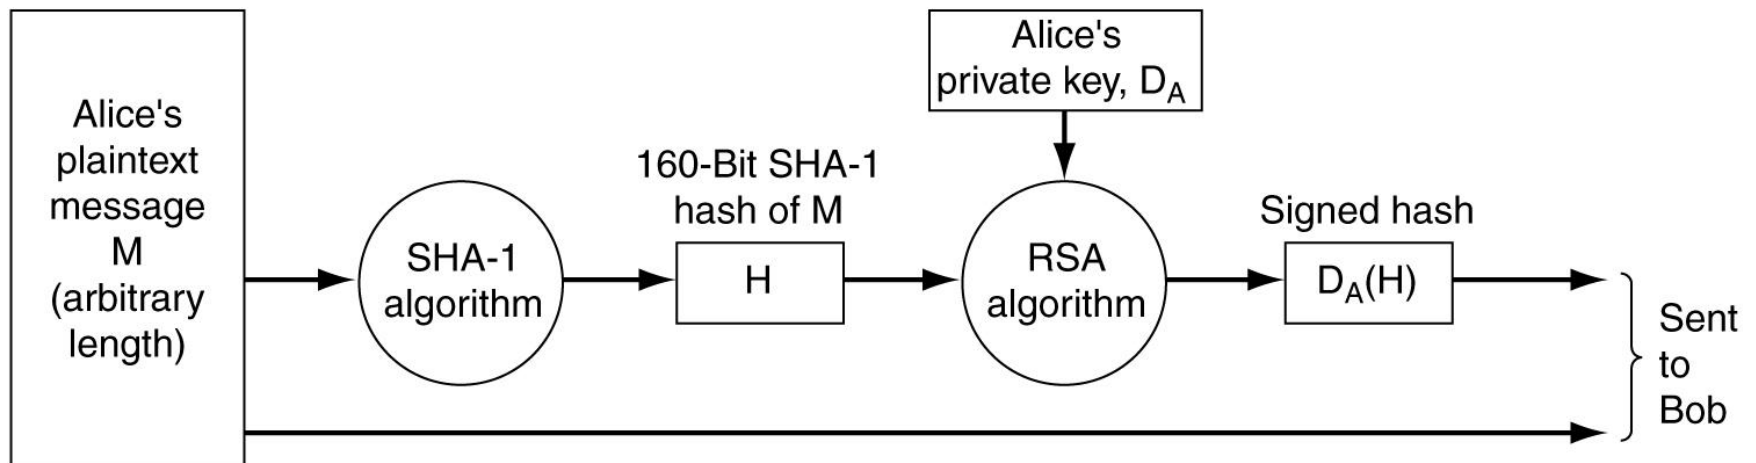 Alice's
plaintext
message
M
(arbitrary
length)
SHA-1
algorithm
160-Bit SHA-1
hash of M
H
Alice's
private key, D_A
RSA
algorithm
Signed hash
D_A(H)
Sent
to
Bob